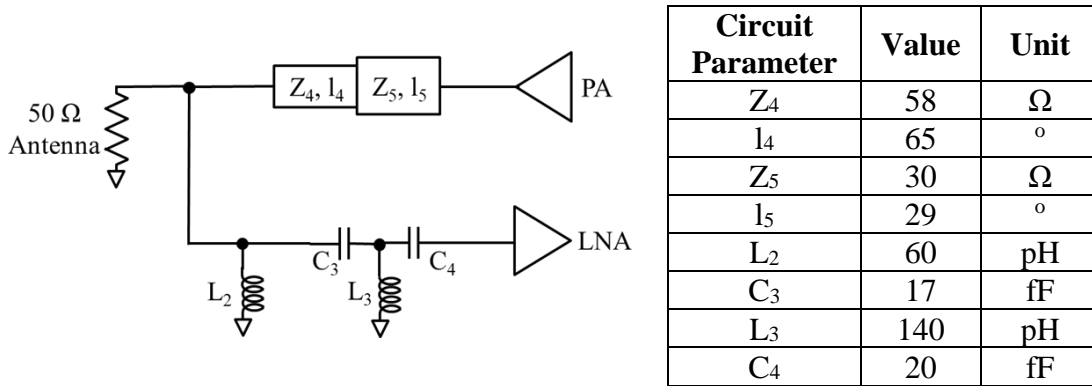 50 Ω
Antenna
Z4, l4
Z5, l5
PA
LNA
C3
C4
L2
L3
Circuit Parameter Value Unit
Z4 58 Ω
l4 65 o
Z5 30 Ω
l5 29 o
L2 60 pH
C3 17 fF
L3 140 pH
C4 20 fF